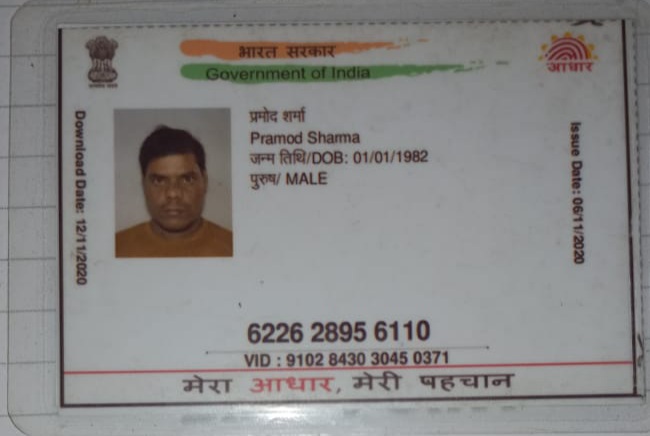 भारत सरकार
Government of India
आधार
प्रमोद शर्मा
Pramod Sharma
जन्म तिथि/DOB: 01/01/1982
पुरुष/ MALE
Download Date: 12/11/2020
Issue Date: 06/11/2020
6226 2895 6110
VID : 9102 8430 3045 0371
मेरा आधार, मेरी पहचान